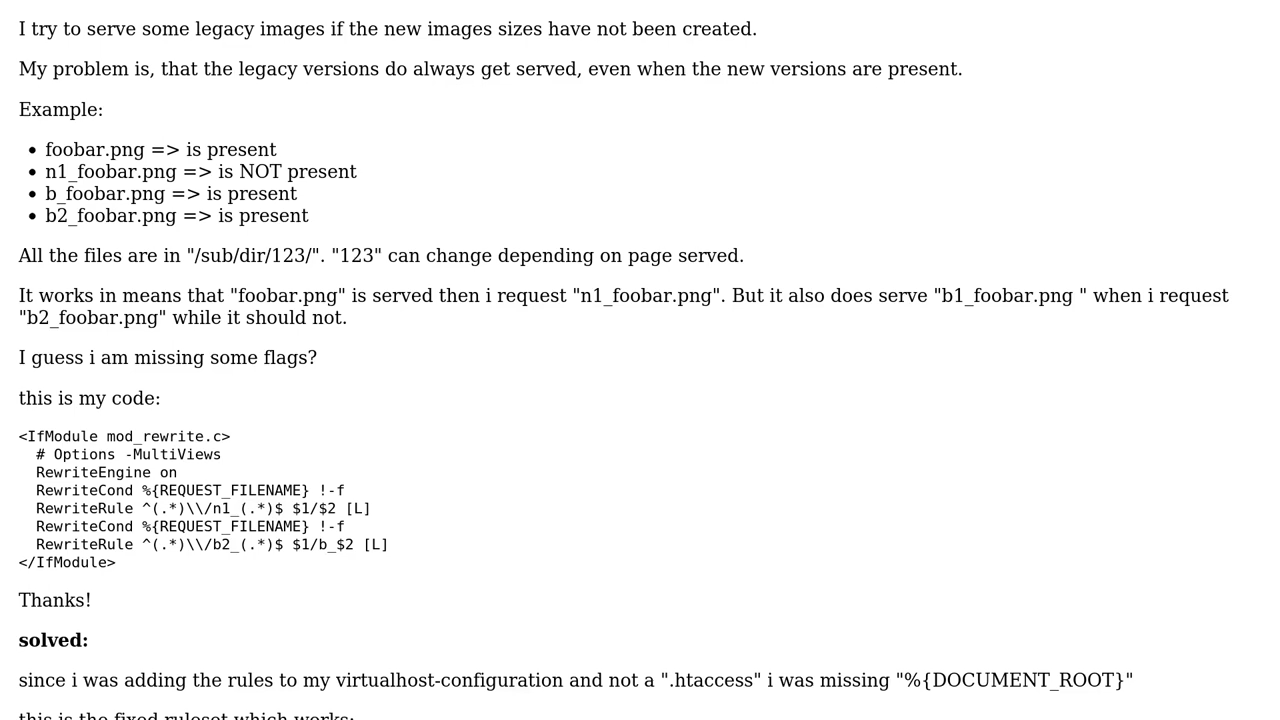 I try to serve some legacy images if the new images sizes have not been created.
My problem is, that the legacy versions do always get served, even when the new versions are present.
Example:
• foobar.png => is present
• n1_foobar.png => is NOT present
• b_foobar.png => is present
• b2_foobar.png => is present
All the files are in "/sub/dir/123/". "123" can change depending on page served.
It works in means that "foobar.png" is served then i request "n1_foobar.png". But it also does serve "b1_foobar.png " when i request
"b2_foobar.png" while it should not.
I guess i am missing some flags?
this is my code:
<IfModule mod_rewrite.c>
  # Options -MultiViews
  RewriteEngine on
  RewriteCond %{REQUEST_FILENAME} !-f
  RewriteRule ^(.*)\\/n1_(.*)$ $1/$2 [L]
  RewriteCond %{REQUEST_FILENAME} !-f
  RewriteRule ^(.*)\\/b2_(.*)$ $1/b_$2 [L]
</IfModule>
Thanks!
solved:
since i was adding the rules to my virtualhost-configuration and not a ".htaccess" i was missing "%{DOCUMENT_ROOT}"
this is the fixed ruleset which works: